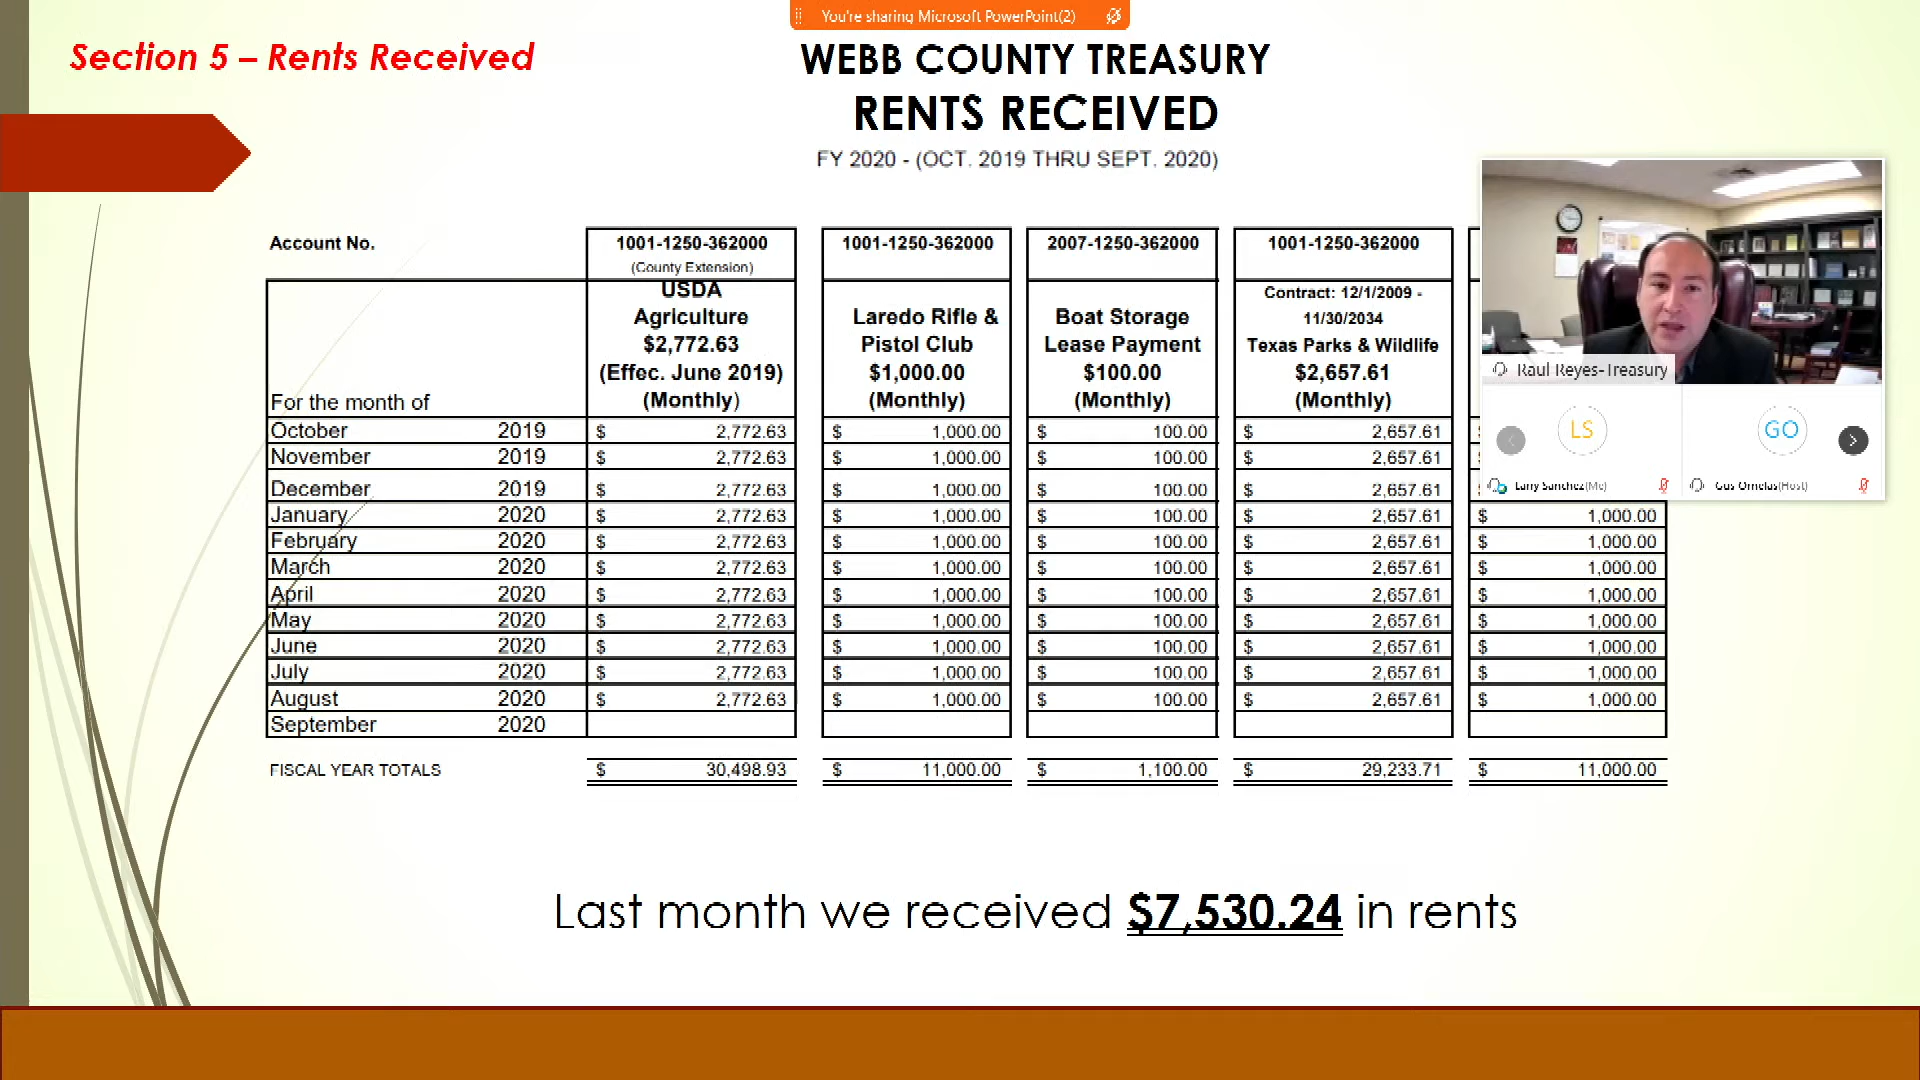 You're sharing Microsoft PowerPoint(2)
Section 5 – Rents Received
WEBB COUNTY TREASURY
RENTS RECEIVED
FY 2020 - (OCT. 2019 THRU SEPT. 2020)
Account No. 1001-1250-362000 1001-1250-362000 2007-1250-362000 1001-1250-362000
(County Extension)
USDA
Agriculture
$2,772.63
(Effec. June 2019)
(Monthly)
Laredo Rifle &
Pistol Club
$1,000.00
(Monthly)
Boat Storage
Lease Payment
$100.00
(Monthly)
Contract: 12/1/2009 -
11/30/2034
Texas Parks & Wildlife
$2,657.61
(Monthly)
For the month of
October 2019 $ 2,772.63 $ 1,000.00 $ 100.00 $ 2,657.61
November 2019 $ 2,772.63 $ 1,000.00 $ 100.00 $ 2,657.61
December 2019 $ 2,772.63 $ 1,000.00 $ 100.00 $ 2,657.61
January 2020 $ 2,772.63 $ 1,000.00 $ 100.00 $ 2,657.61 $ 1,000.00
February 2020 $ 2,772.63 $ 1,000.00 $ 100.00 $ 2,657.61 $ 1,000.00
March 2020 $ 2,772.63 $ 1,000.00 $ 100.00 $ 2,657.61 $ 1,000.00
April 2020 $ 2,772.63 $ 1,000.00 $ 100.00 $ 2,657.61 $ 1,000.00
May 2020 $ 2,772.63 $ 1,000.00 $ 100.00 $ 2,657.61 $ 1,000.00
June 2020 $ 2,772.63 $ 1,000.00 $ 100.00 $ 2,657.61 $ 1,000.00
July 2020 $ 2,772.63 $ 1,000.00 $ 100.00 $ 2,657.61 $ 1,000.00
August 2020 $ 2,772.63 $ 1,000.00 $ 100.00 $ 2,657.61 $ 1,000.00
September 2020
FISCAL YEAR TOTALS $ 30,498.93 $ 11,000.00 $ 1,100.00 $ 29,233.71 $ 11,000.00
Last month we received $7,530.24 in rents
Raul Reyes-Treasury
LS
GO
Larry Sanchez(Me)
Gus Ornelas(Host)